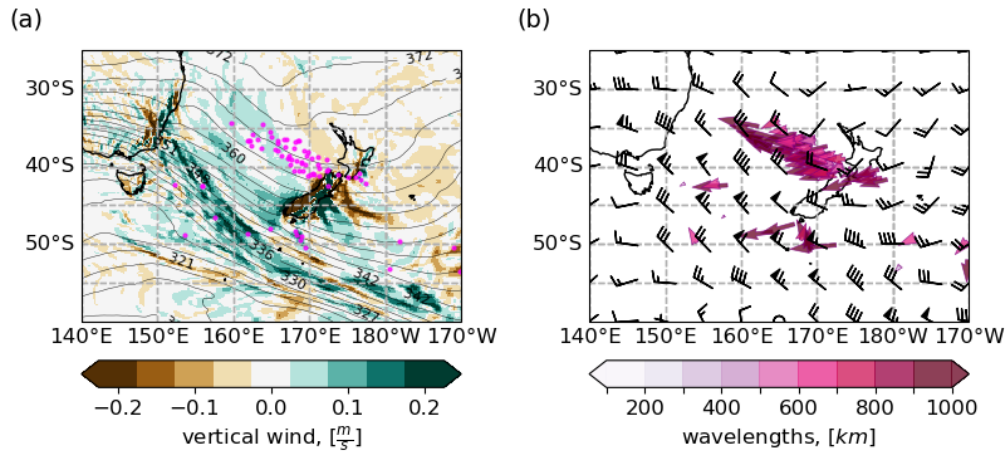 (a)
(b)
372
372
360
336
330
321
342
342
30°S
40°S
50°S
140°E 150°E 160°E 170°E 180°W 170°W
30°S
40°S
50°S
140°E 150°E 160°E 170°E 180°W 170°W
−0.2 −0.1 0.0 0.1 0.2
vertical wind, [m/s]
200 400 600 800 1000
wavelengths, [km]